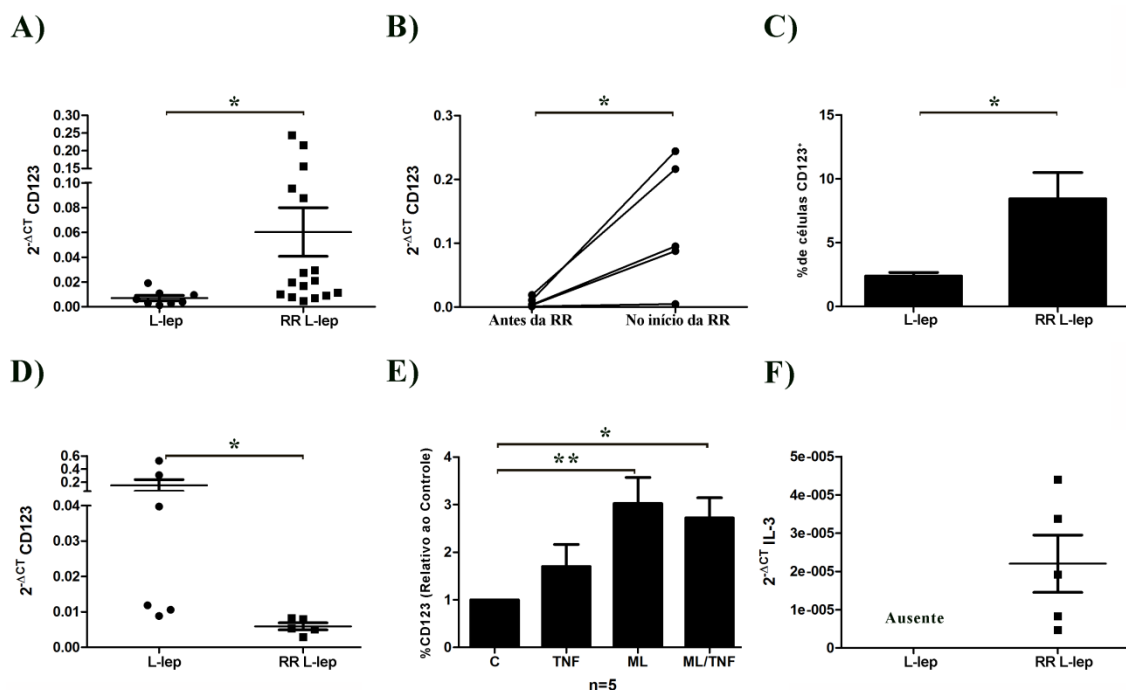 A)
*
2^-ΔCT CD123
0.30
0.25
0.20
0.15
0.10
0.08
0.06
0.04
0.02
0.00
L-lep
RR L-lep
B)
*
2^-ΔCT CD123
0.3
0.2
0.1
0.0
Antes da RR
No início da RR
C)
*
%de células CD123⁺
15
10
5
0
L-lep
RR L-lep
D)
*
2^-ΔCT CD123
0.6
0.4
0.2
0.04
0.03
0.02
0.01
0.00
L-lep
RR L-lep
E)
*
**
%CD123 (Relativo ao Controle)
4
3
2
1
0
C
TNF
ML
ML/TNF
n=5
F)
2^-ΔCT IL-3
5e-005
4e-005
3e-005
2e-005
1e-005
0
Ausente
L-lep
RR L-lep